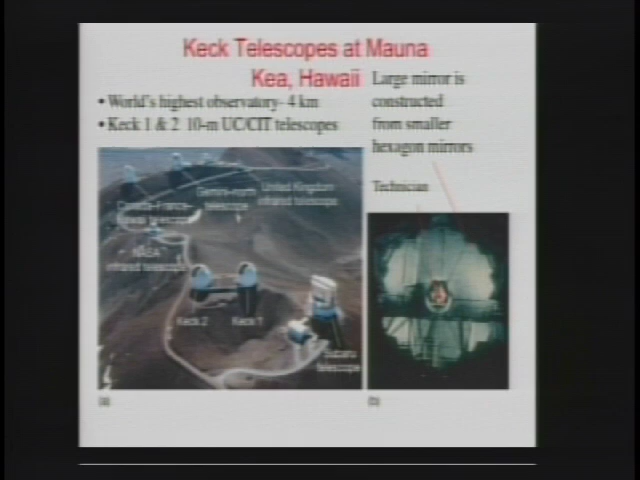 Keck Telescopes at Mauna
Kea, Hawaii
• World's highest observatory- 4 km
• Keck 1 & 2 10-m UC/CIT telescopes
Large mirror is
constructed
from smaller
hexagon mirrors
Technician
Canada–France–
Hawaii telescope
Gemini–north
telescope
United Kingdom
infrared telescope
NASA
infrared telescope
Keck 2
Keck 1
Subaru
telescope
(a)
(b)